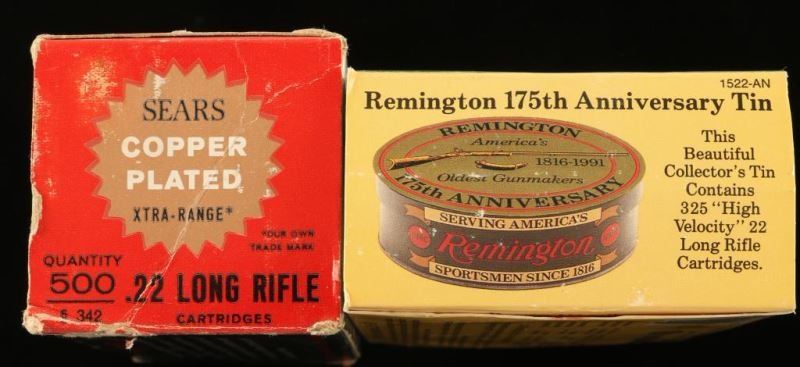 SEARS
COPPER
PLATED
XTRA-RANGE*
*OUR OWN
TRADE MARK
QUANTITY
500
.22 LONG RIFLE
6 342
CARTRIDGES
1522-AN
Remington 175th Anniversary Tin
REMINGTON
America's
1816-1991
Oldest Gunmakers
175th ANNIVERSARY
SERVING AMERICA'S
Remington
SPORTSMEN SINCE 1816
This
Beautiful
Collector's Tin
Contains
325 "High
Velocity" 22
Long Rifle
Cartridges.